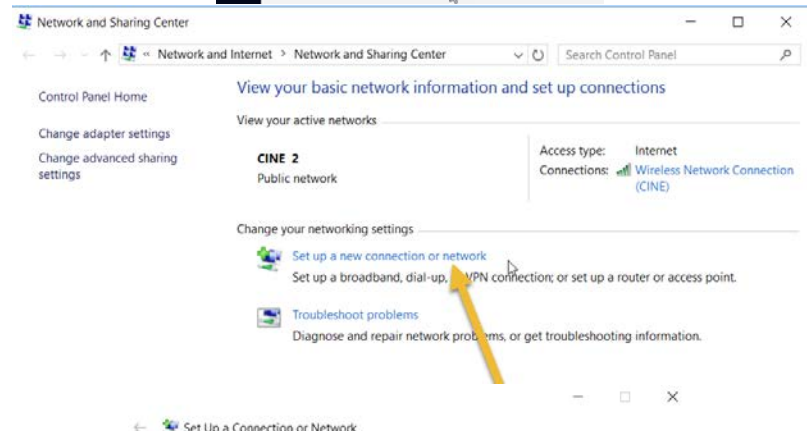 Network and Sharing Center
« Network and Internet > Network and Sharing Center
Search Control Panel
Control Panel Home
Change adapter settings
Change advanced sharing
settings
View your basic network information and set up connections
View your active networks
CINE 2
Public network
Access type: Internet
Connections: Wireless Network Connection
(CINE)
Change your networking settings
Set up a new connection or network
Set up a broadband, dial-up, VPN connection; or set up a router or access point.
Troubleshoot problems
Diagnose and repair network problems, or get troubleshooting information.
Set Up a Connection or Network